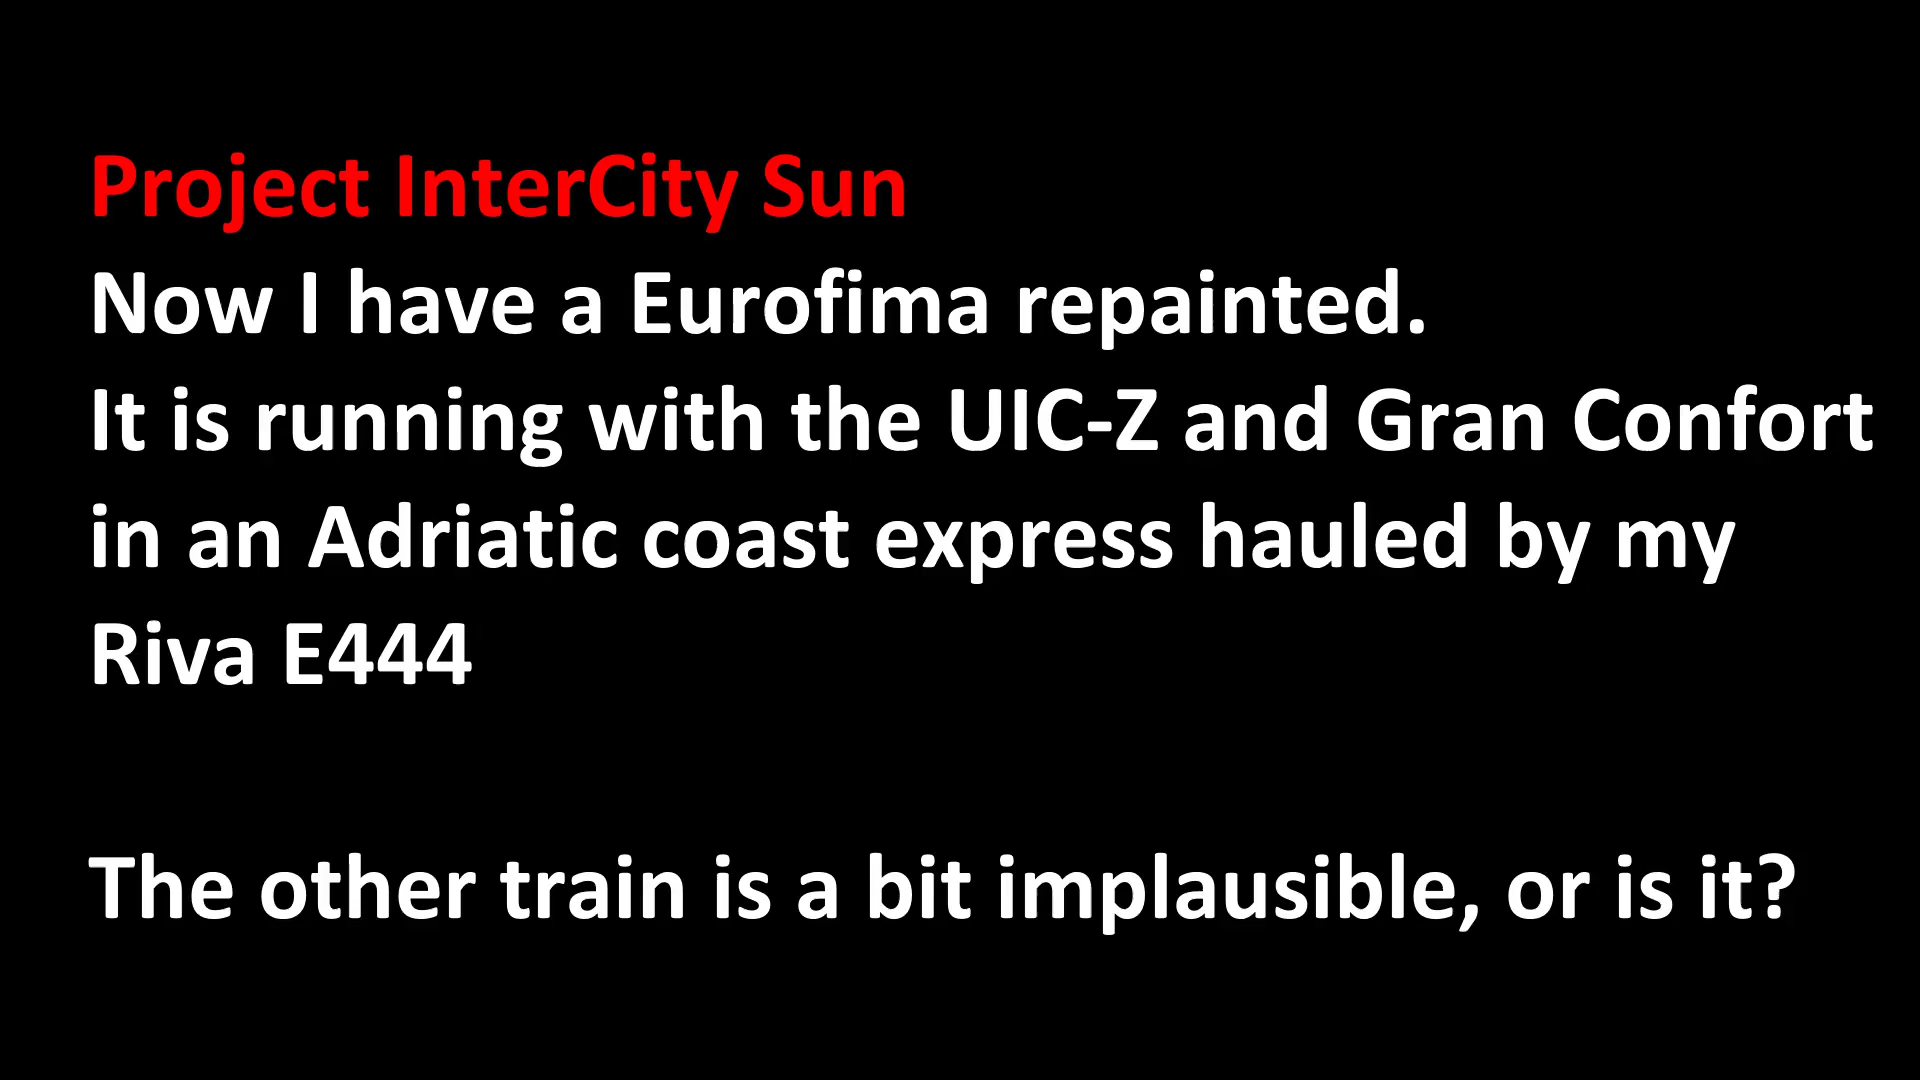 Project InterCity Sun
Now I have a Eurofima repainted.
It is running with the UIC-Z and Gran Confort
in an Adriatic coast express hauled by my
Riva E444
The other train is a bit implausible, or is it?